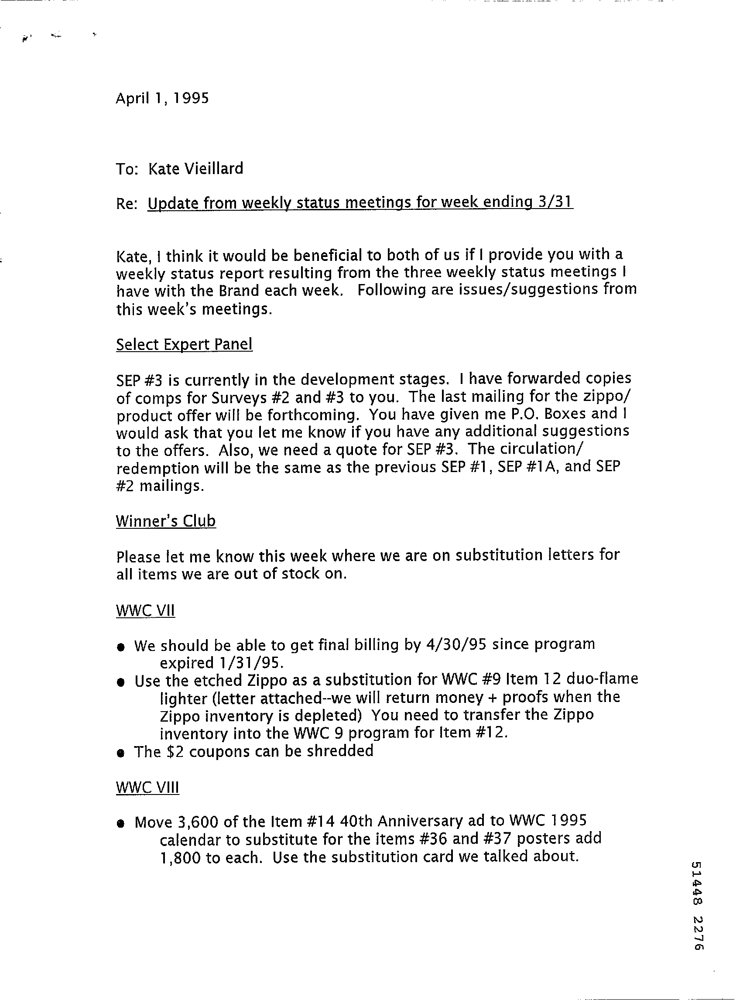 April 1, 1995
To: Kate Vieillard
Re: Update from weekly status meetings for week ending 3/31
Kate, I think it would be beneficial to both of us if I provide you with a
weekly status report resulting from the three weekly status meetings I
have with the Brand each week. Following are issues/suggestions from
this week's meetings.
Select Expert Panel
SEP #3 is currently in the development stages. I have forwarded copies
of comps for Surveys #2 and #3 to you. The last mailing for the zippo/
product offer will be forthcoming. You have given me P.O. Boxes and I
would ask that you let me know if you have any additional suggestions
to the offers. Also, we need a quote for SEP #3. The circulation/
redemption will be the same as the previous SEP #1, SEP #1A, and SEP
#2 mailings.
Winner's Club
Please let me know this week where we are on substitution letters for
all items we are out of stock on.
WWC VII
• We should be able to get final billing by 4/30/95 since program
expired 1/31/95.
• Use the etched Zippo as a substitution for WWC #9 Item 12 duo-flame
lighter (letter attached--we will return money + proofs when the
Zippo inventory is depleted) You need to transfer the Zippo
inventory into the WWC 9 program for Item #12.
• The $2 coupons can be shredded
WWC VIII
• Move 3,600 of the Item #14 40th Anniversary ad to WWC 1995
calendar to substitute for the items #36 and #37 posters add
1,800 to each. Use the substitution card we talked about.
51448 2276